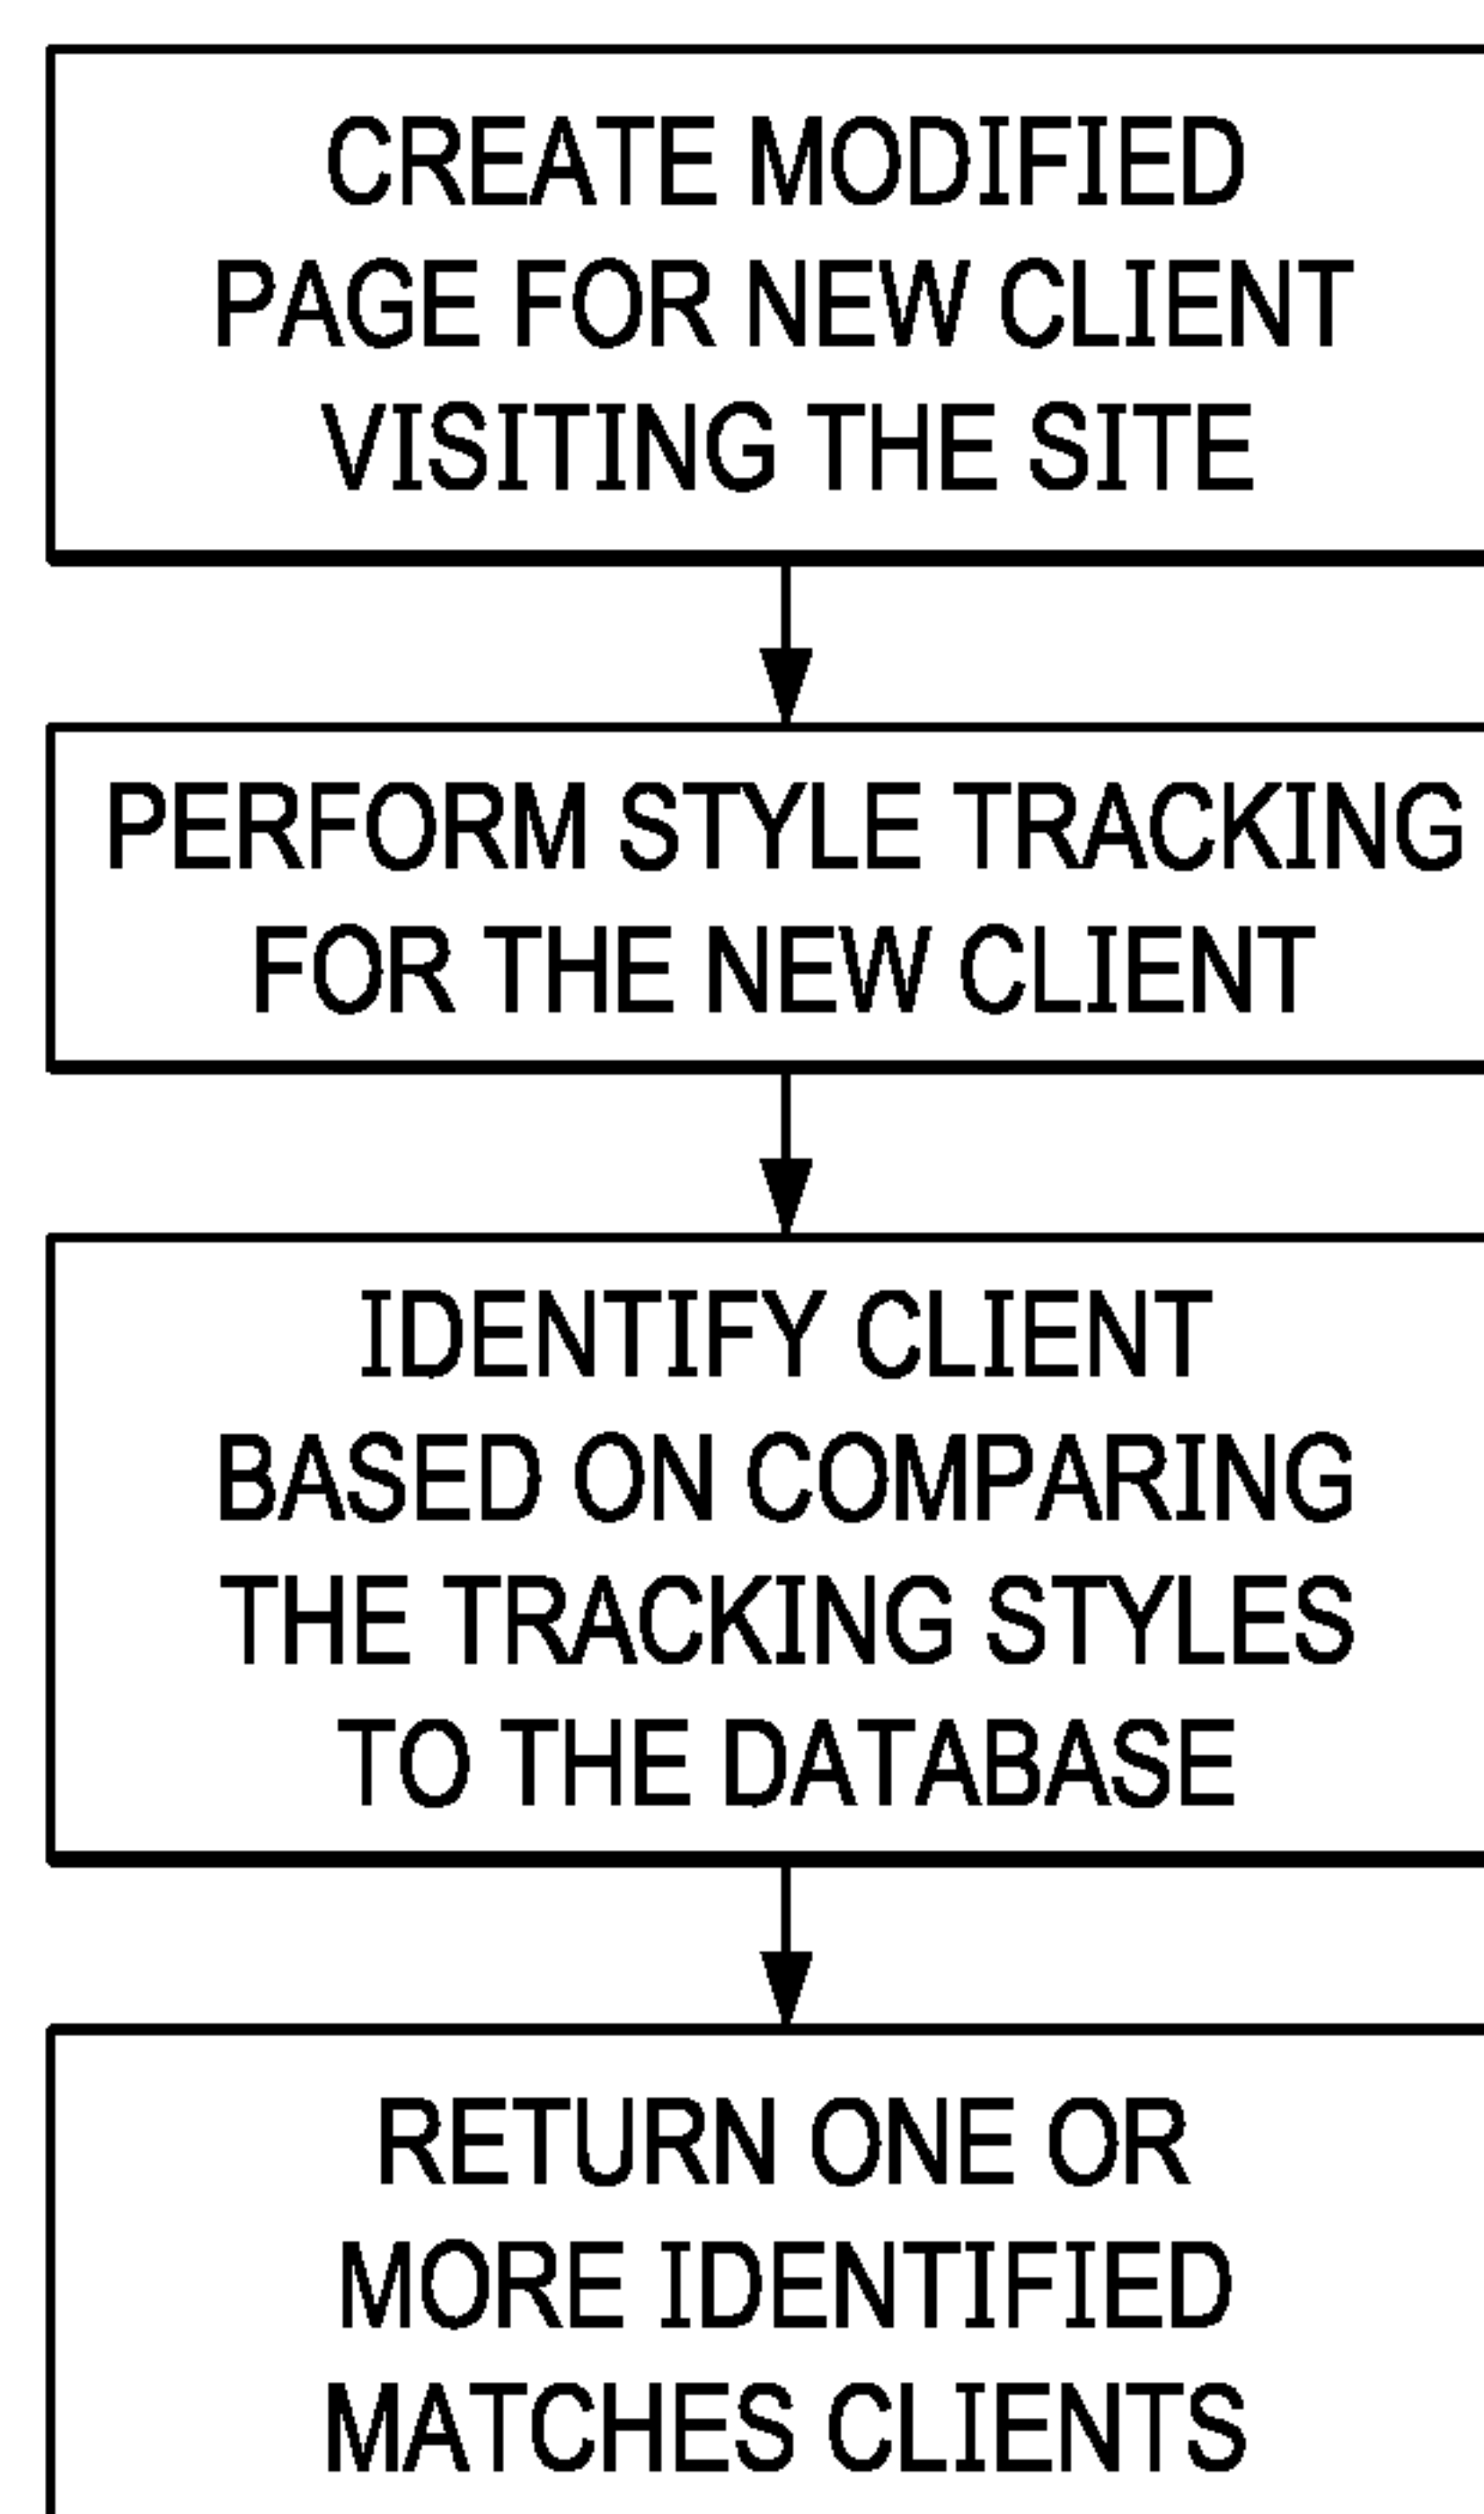 CREATE MODIFIED
PAGE FOR NEW CLIENT
VISITING THE SITE
PERFORM STYLE TRACKING
FOR THE NEW CLIENT
IDENTIFY CLIENT
BASED ON COMPARING
THE TRACKING STYLES
TO THE DATABASE
RETURN ONE OR
MORE IDENTIFIED
MATCHES CLIENTS